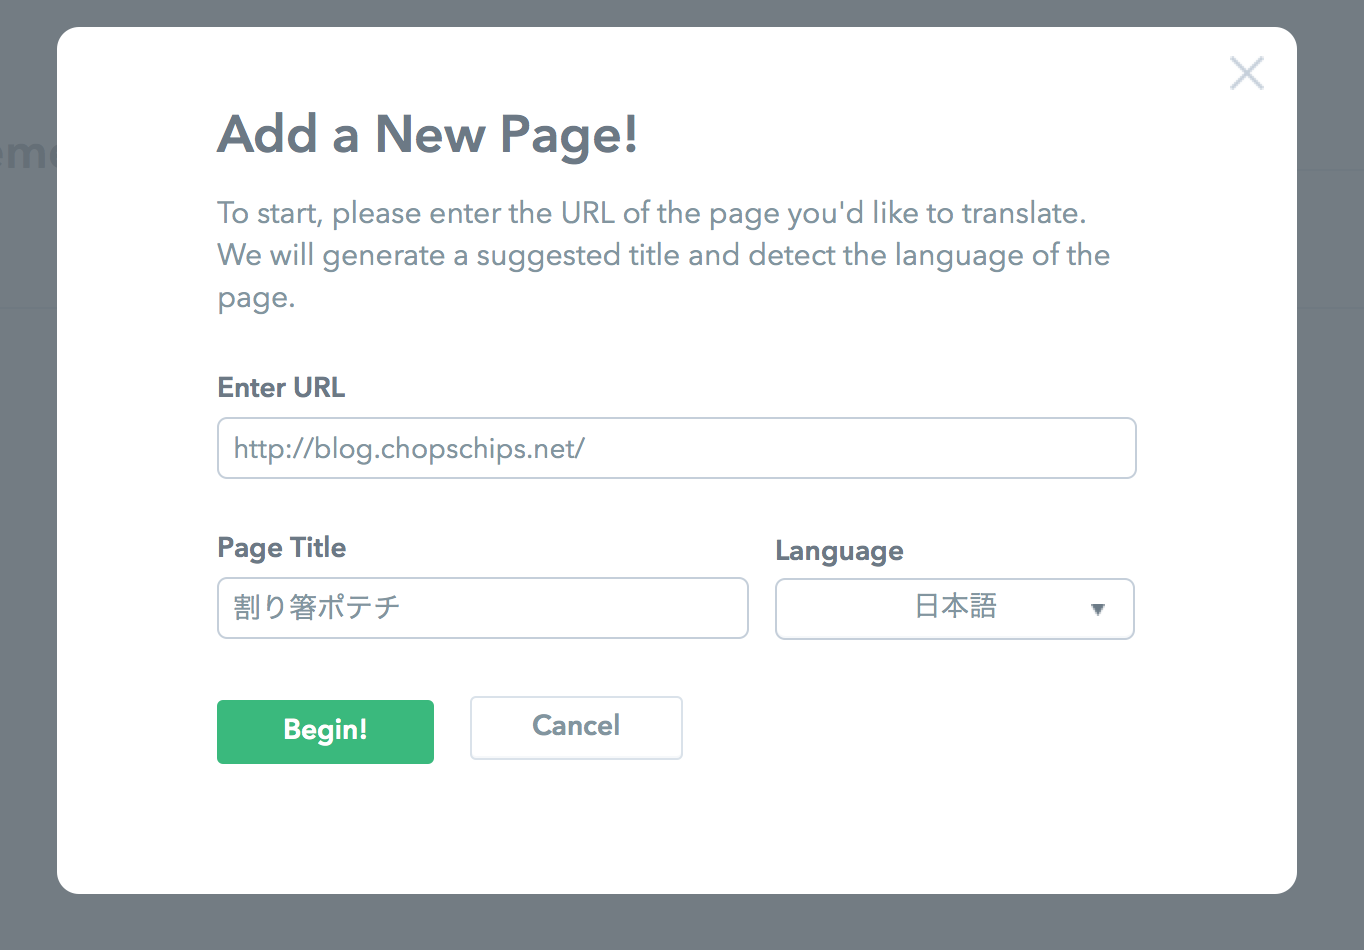 Add a New Page!
To start, please enter the URL of the page you'd like to translate.
We will generate a suggested title and detect the language of the
page.
Enter URL
http://blog.chopschips.net/
Page Title
Language
割り箸ポテチ
日本語
Begin!
Cancel